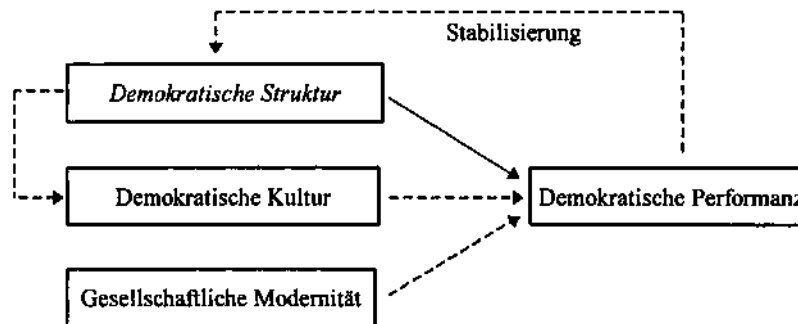 Stabilisierung
Demokratische Struktur
Demokratische Kultur
Demokratische Performanz
Gesellschaftliche Modernität